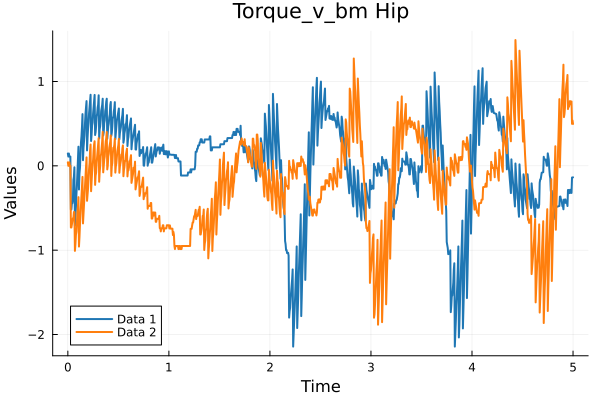 Torque_v_bm Hip
Values
1
0
−1
−2
Data 1
Data 2
0 1 2 3 4 5
Time